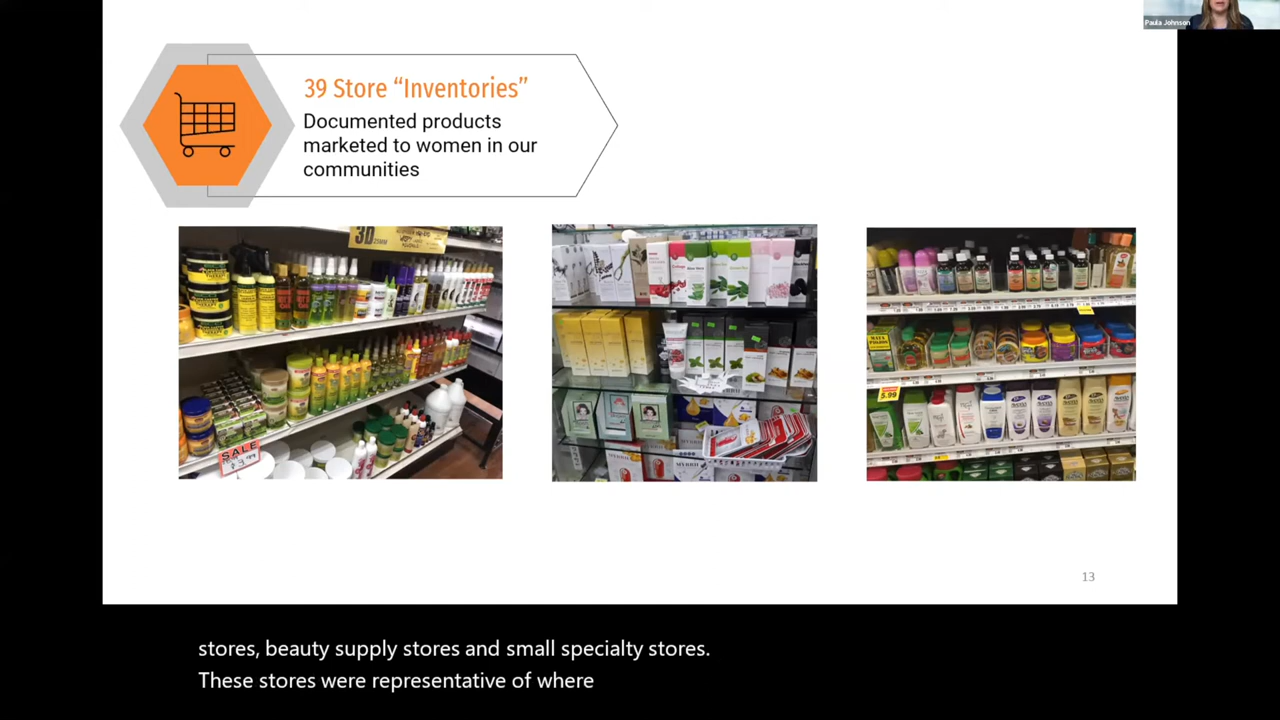 Paula Johnson
39 Store “Inventories”
Documented products
marketed to women in our
communities
3D
SALE
5.99
13
stores, beauty supply stores and small specialty stores.
These stores were representative of where